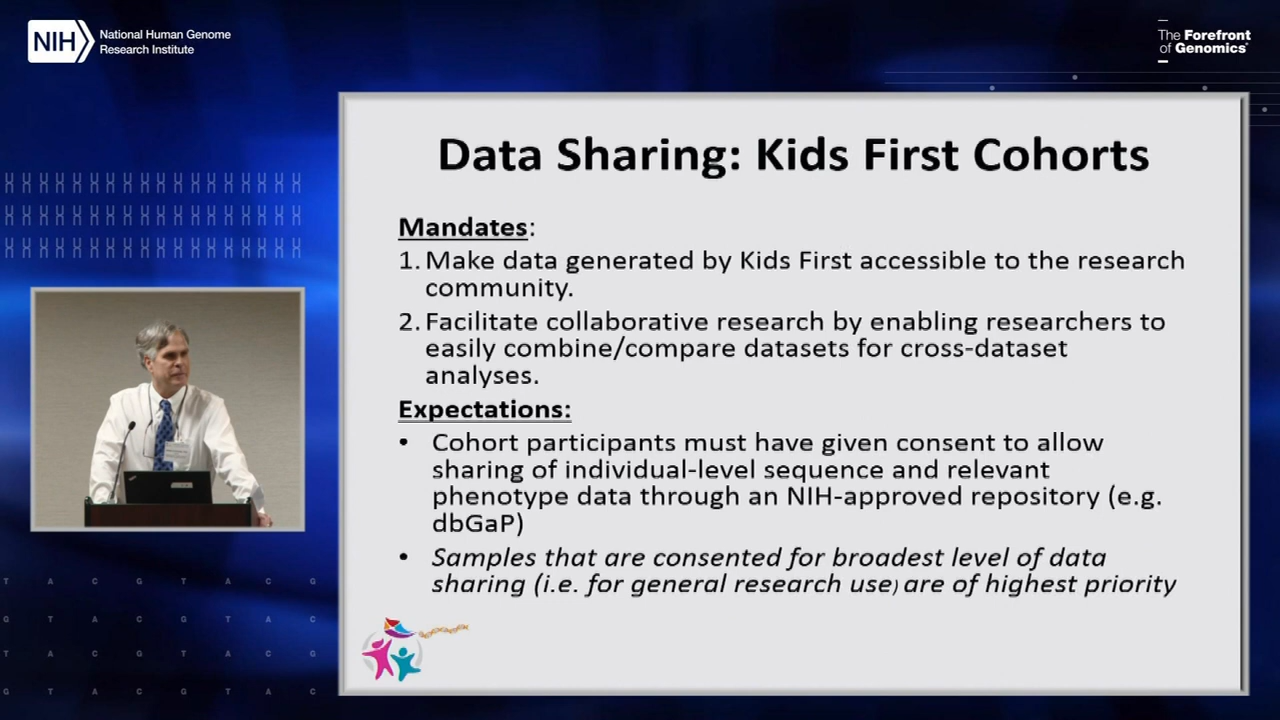 NIH
National Human Genome
Research Institute
The Forefront
of Genomics®
Data Sharing: Kids First Cohorts
Mandates:
1. Make data generated by Kids First accessible to the research
community.
2. Facilitate collaborative research by enabling researchers to
easily combine/compare datasets for cross-dataset
analyses.
Expectations:
• Cohort participants must have given consent to allow
sharing of individual-level sequence and relevant
phenotype data through an NIH-approved repository (e.g.
dbGaP)
• Samples that are consented for broadest level of data
sharing (i.e. for general research use) are of highest priority
T A C G T A C G
G T A C G T A C
T A C G T A C G
G T A C G T A C